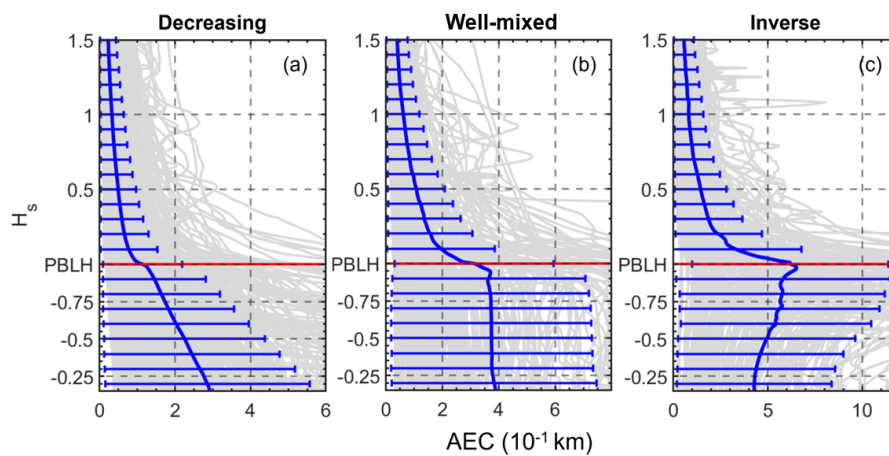 Decreasing Well-mixed Inverse
(a) (b) (c)
1.5 1.5 1.5
1 1 1
0.5 0.5 0.5
H_s
PBLH PBLH PBLH
-0.75 -0.75 -0.75
-0.5 -0.5 -0.5
-0.25 -0.25 -0.25
0 2 4 6 0 2 4 6 0 5 10
AEC (10^-1 km)